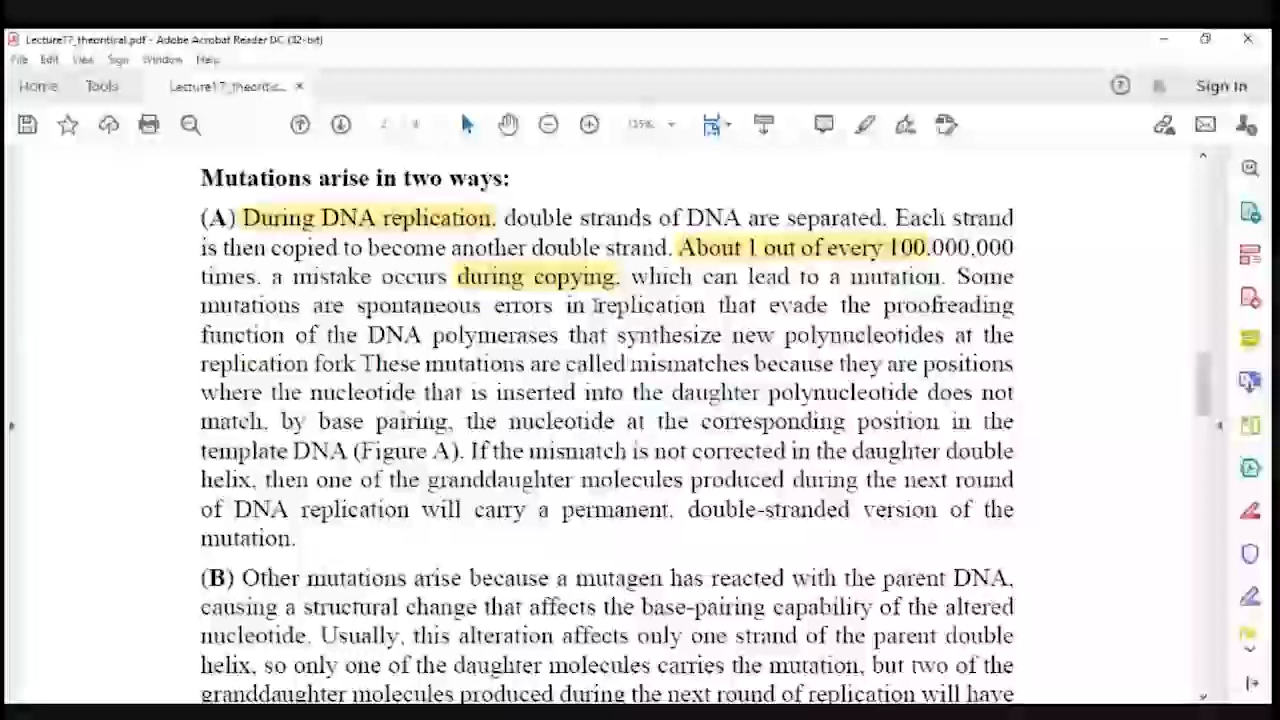 Lecture17_theoritiral.pdf - Adobe Acrobat Reader DC (32-bit)
File Edit View Sign Window Help
Home Tools Lecture17_theoritic... × Sign In
Mutations arise in two ways:
(A) During DNA replication, double strands of DNA are separated. Each strand
is then copied to become another double strand. About 1 out of every 100,000,000
times, a mistake occurs during copying, which can lead to a mutation. Some
mutations are spontaneous errors in replication that evade the proofreading
function of the DNA polymerases that synthesize new polynucleotides at the
replication fork These mutations are called mismatches because they are positions
where the nucleotide that is inserted into the daughter polynucleotide does not
match, by base pairing, the nucleotide at the corresponding position in the
template DNA (Figure A). If the mismatch is not corrected in the daughter double
helix, then one of the granddaughter molecules produced during the next round
of DNA replication will carry a permanent, double-stranded version of the
mutation.
(B) Other mutations arise because a mutagen has reacted with the parent DNA,
causing a structural change that affects the base-pairing capability of the altered
nucleotide. Usually, this alteration affects only one strand of the parent double
helix, so only one of the daughter molecules carries the mutation, but two of the
granddaughter molecules produced during the next round of replication will have